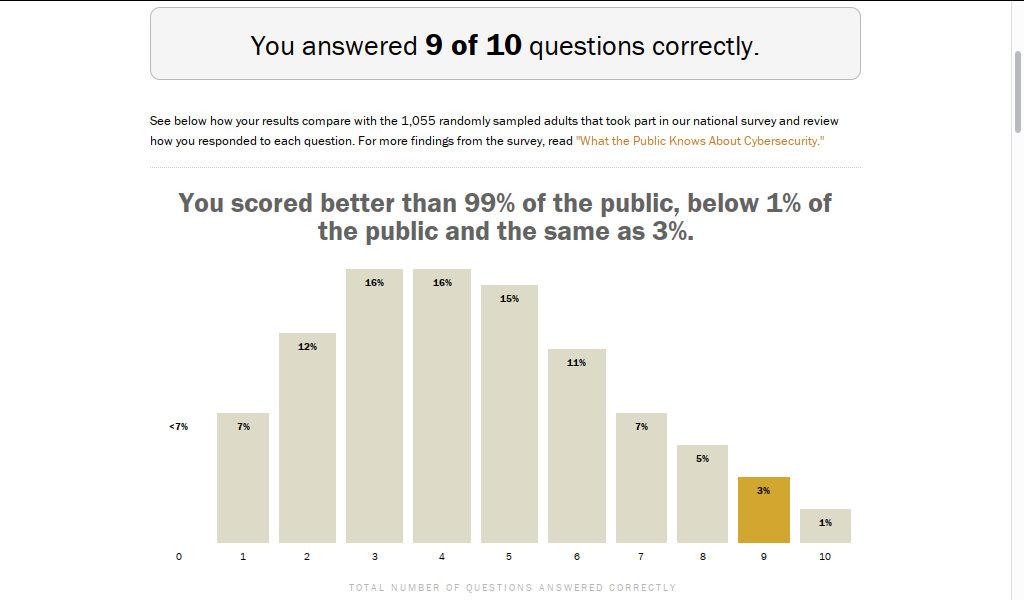 You answered 9 of 10 questions correctly.
See below how your results compare with the 1,055 randomly sampled adults that took part in our national survey and review
how you responded to each question. For more findings from the survey, read "What the Public Knows About Cybersecurity."
You scored better than 99% of the public, below 1% of
the public and the same as 3%.
16% 16%
15%
12%
11%
<7% 7% 7%
5%
3%
1%
0 1 2 3 4 5 6 7 8 9 10
TOTAL NUMBER OF QUESTIONS ANSWERED CORRECTLY